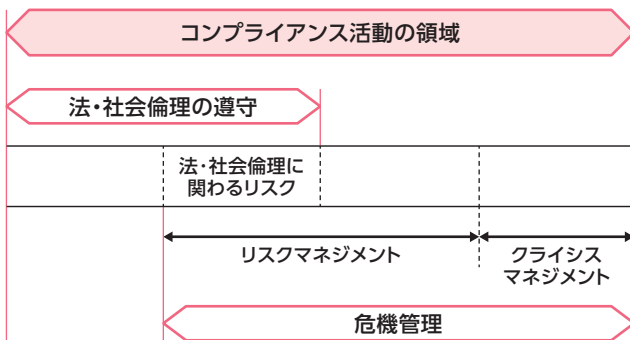 コンプライアンス活動の領域
法・社会倫理の遵守
法・社会倫理に
関わるリスク
リスクマネジメント
クライシス
マネジメント
危機管理